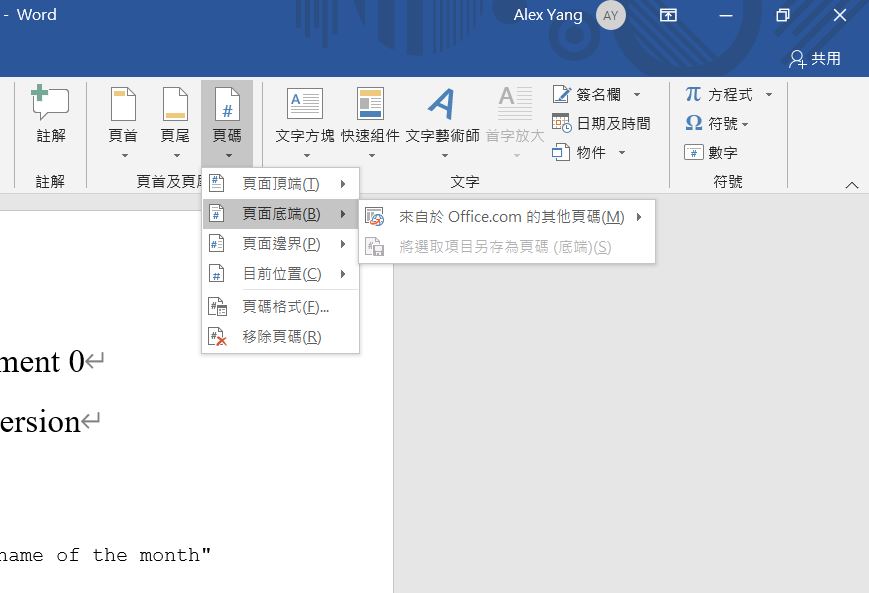 - Word
Alex Yang
AY
共用
註解
頁首
頁尾
頁碼
文字方塊
快速組件
文字藝術師
首字放大
簽名欄
日期及時間
物件
方程式
符號
數字
註解
頁首及頁
文字
符號
頁面頂端(T)
頁面底端(B)
頁面邊界(P)
目前位置(C)
頁碼格式(F)...
移除頁碼(R)
來自於 Office.com 的其他頁碼(M)
將選取項目另存為頁碼 (底端)(S)
ment 0
ersion
name of the month"